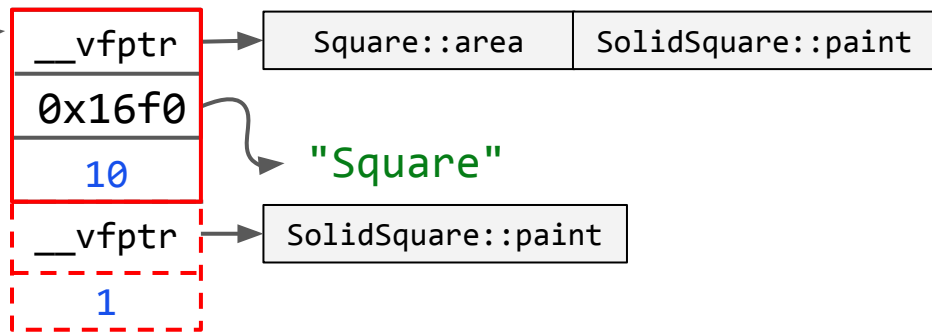 __vfptr
Square::area
SolidSquare::paint
0x16f0
"Square"
10
__vfptr
SolidSquare::paint
1